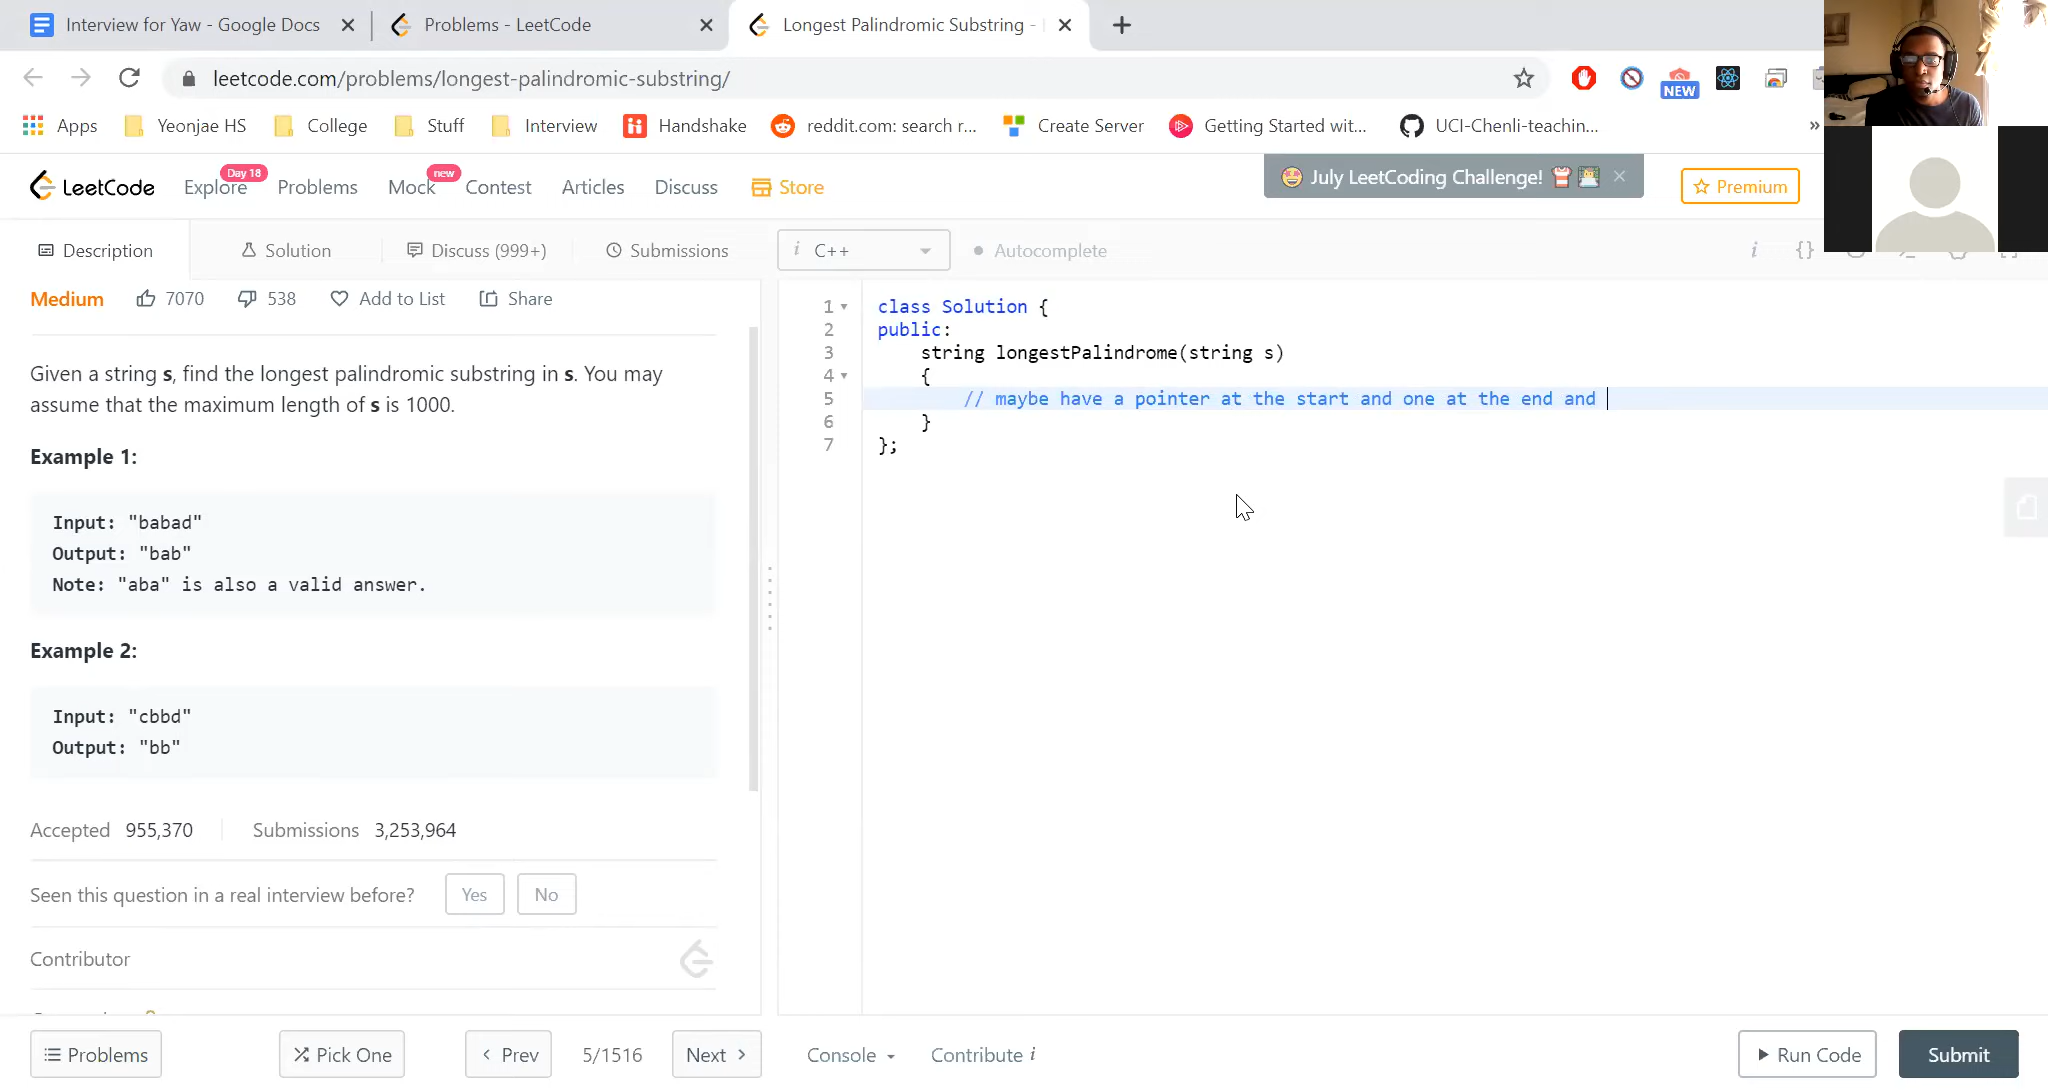 Interview for Yaw - Google Docs
Problems - LeetCode
Longest Palindromic Substring -
leetcode.com/problems/longest-palindromic-substring/
NEW
Apps
Yeonjae HS
College
Stuff
Interview
Handshake
reddit.com: search r...
Create Server
Getting Started wit...
UCI-Chenli-teachin...
»
LeetCode
Explore
Day 18
Problems
Mock
new
Contest
Articles
Discuss
Store
July LeetCoding Challenge!
Premium
Description
Solution
Discuss (999+)
Submissions
i C++
Autocomplete
i {}
Medium
7070
538
Add to List
Share
Given a string s, find the longest palindromic substring in s. You may
assume that the maximum length of s is 1000.
Example 1:
Input: "babad"
Output: "bab"
Note: "aba" is also a valid answer.
Example 2:
Input: "cbbd"
Output: "bb"
Accepted 955,370
Submissions 3,253,964
Seen this question in a real interview before?
Yes
No
Contributor
1 class Solution {
2 public:
3 string longestPalindrome(string s)
4 {
5 // maybe have a pointer at the start and one at the end and
6 }
7 };
Problems
Pick One
Prev
5/1516
Next
Console
Contribute i
Run Code
Submit